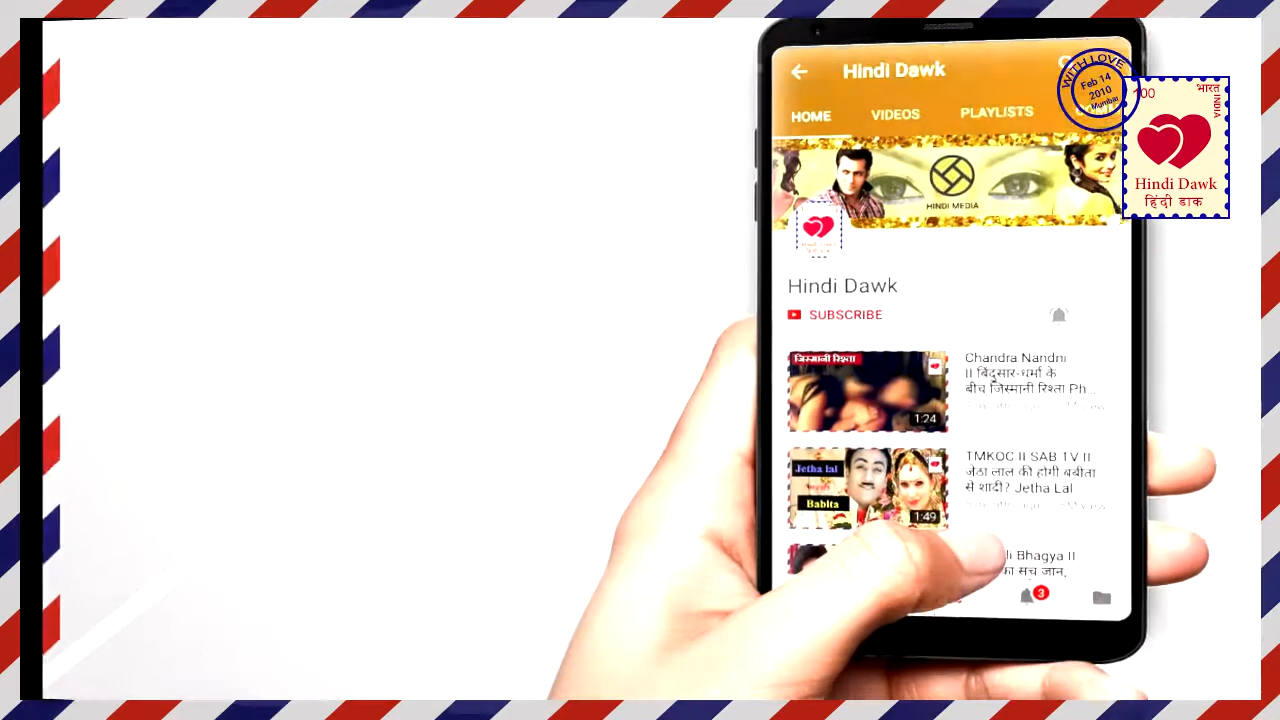 Hindi Dawk
HOME VIDEOS PLAYLISTS
HINDI MEDIA
WITH LOVE
Feb 14
2010
Mumbai
100
भारत
INDIA
Hindi Dawk
हिंदी डाक
Hindi Dawk
SUBSCRIBE
जिस्मानी रिश्ता
1:24
Chandra Nandni
II बिंदुसार-धर्मा के
बीच जिस्मानी रिश्ता Ph...
Jetha lal
Babita
1:49
TMKOC II SAB TV II
जेठा लाल की होगी बबीता
से शादी? Jetha Lal
Bhagya II
का सच जान,
3